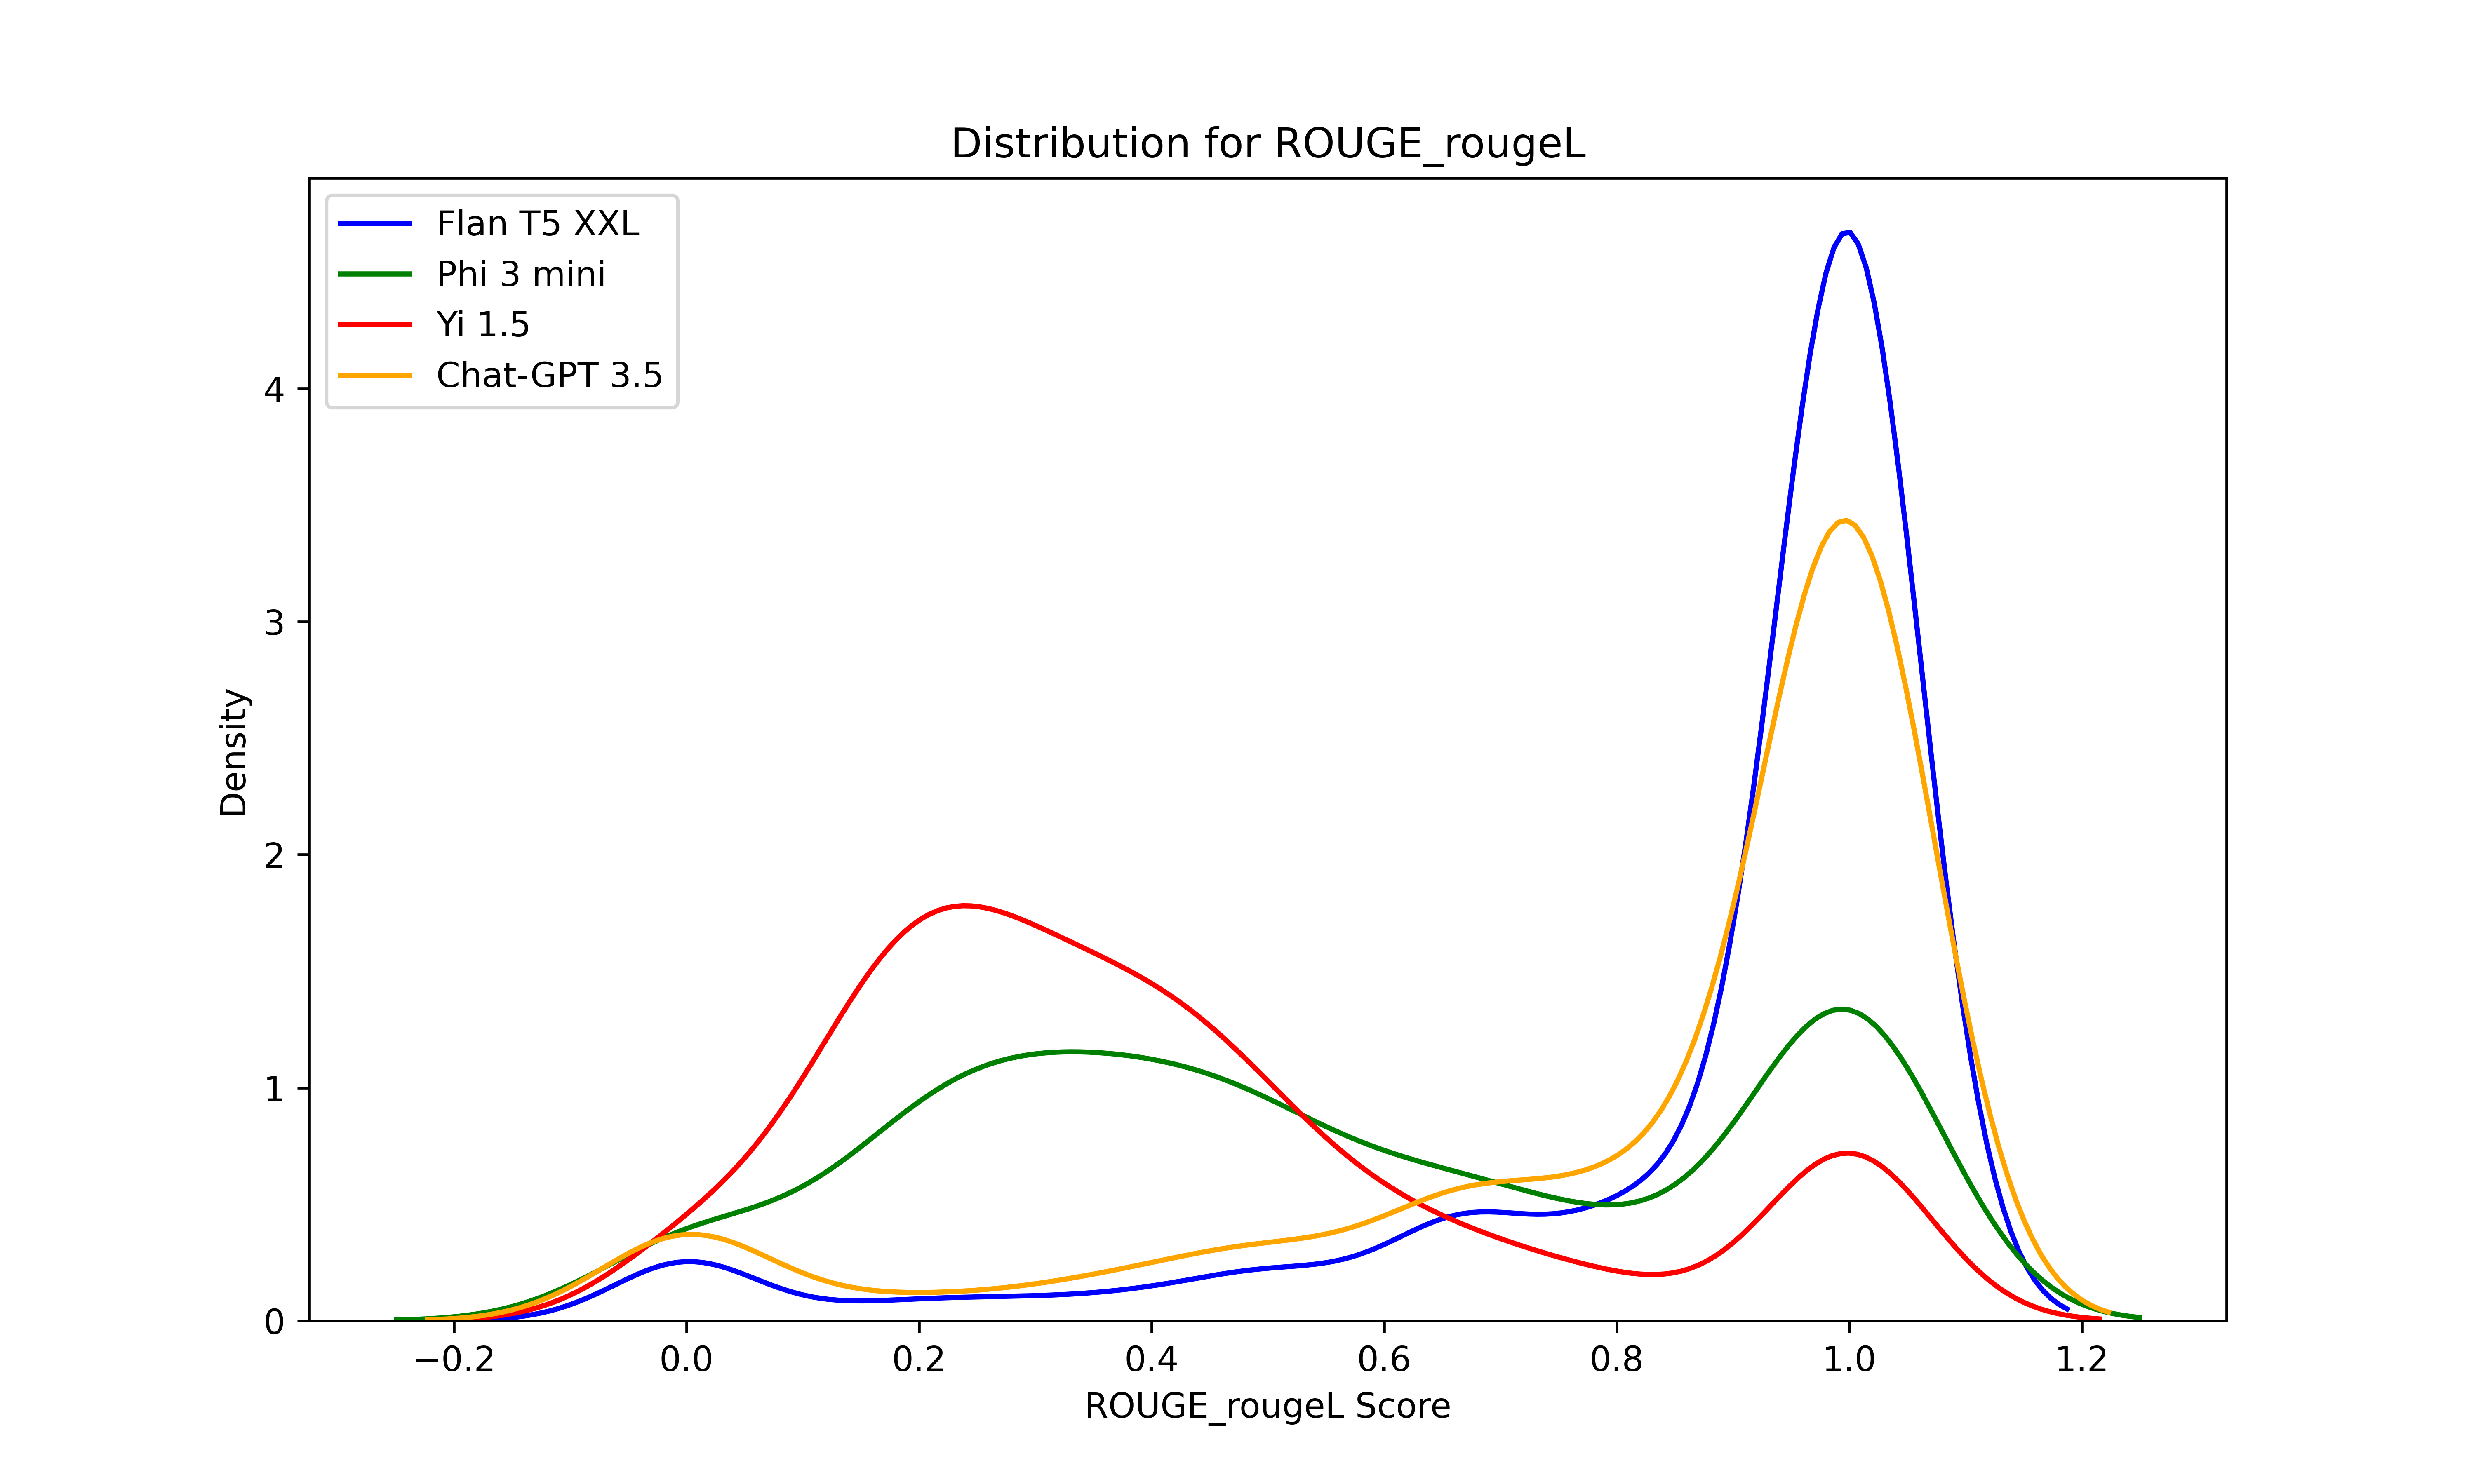 Distribution for ROUGE_rougeL
Flan T5 XXL
Phi 3 mini
Yi 1.5
Chat-GPT 3.5
4
3
2
1
0
Density
−0.2 0.0 0.2 0.4 0.6 0.8 1.0 1.2
ROUGE_rougeL Score